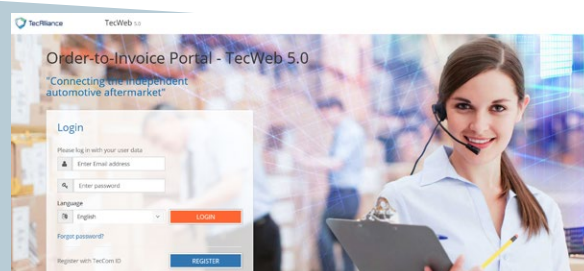 TecAlliance
TecWeb 5.0
Order-to-Invoice Portal - TecWeb 5.0
"Connecting the independent
automotive aftermarket"
Login
Please log in with your user data
Enter Email address
Enter password
Language
English
LOGIN
Forgot password?
Register with TecCom ID
REGISTER